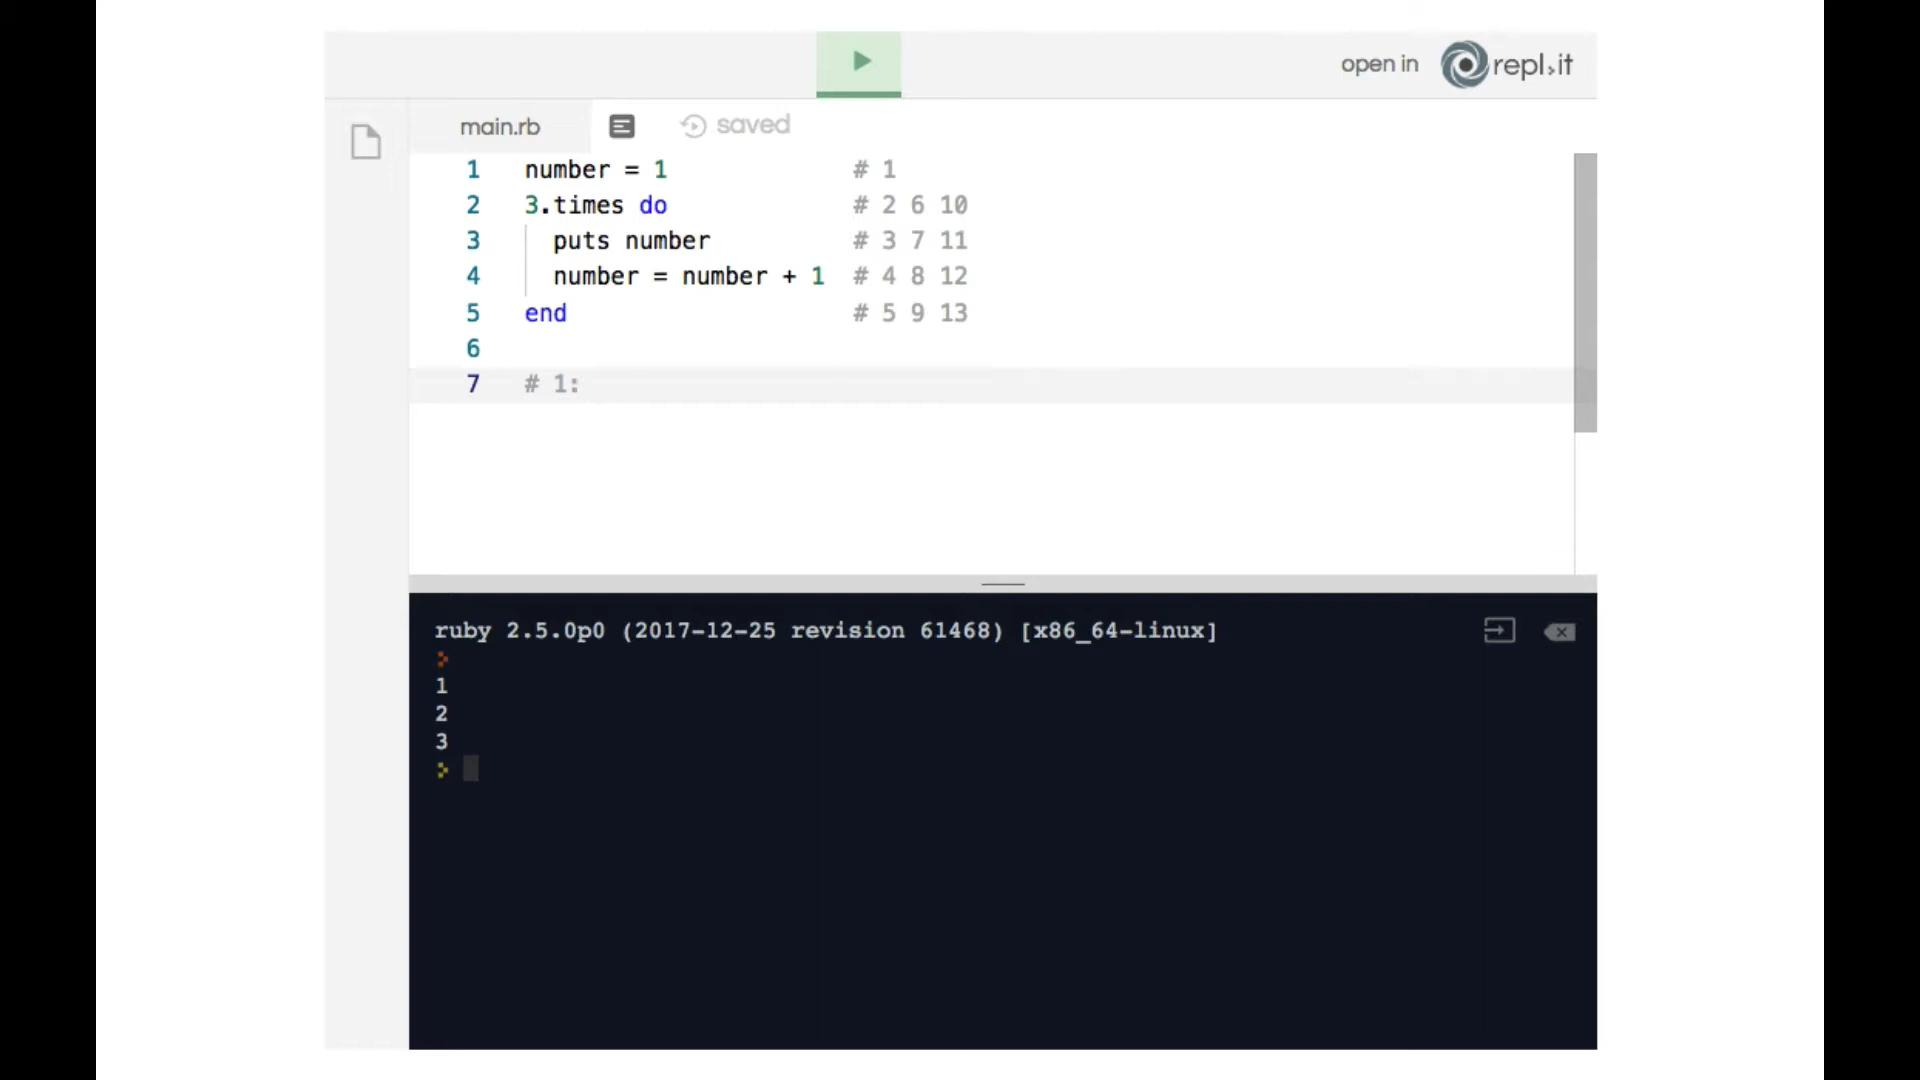 open in repl.it
main.rb saved
1 number = 1 # 1
2 3.times do # 2 6 10
3 puts number # 3 7 11
4 number = number + 1 # 4 8 12
5 end # 5 9 13
6
7 # 1:
ruby 2.5.0p0 (2017-12-25 revision 61468) [x86_64-linux]
>
1
2
3
>